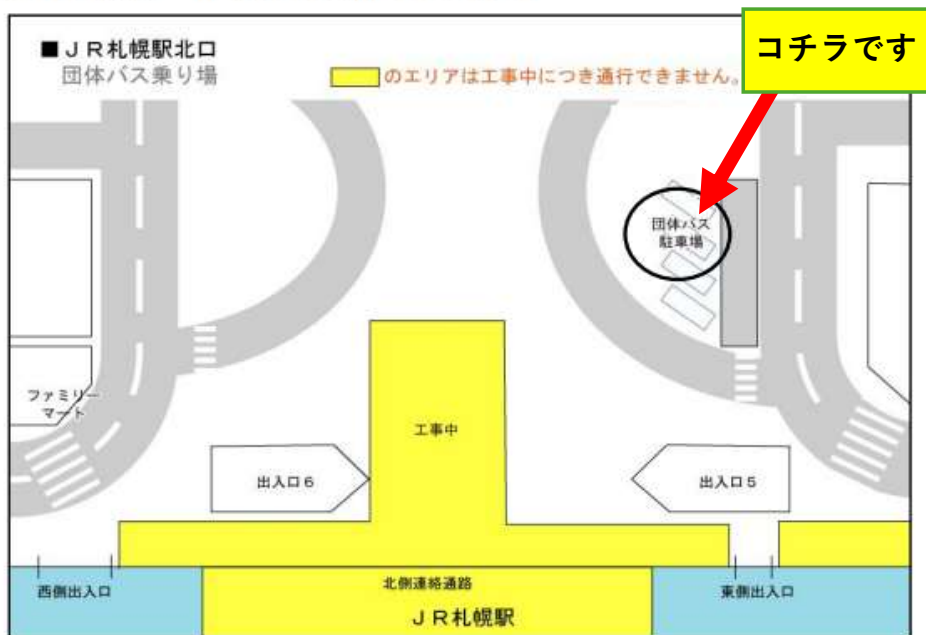 ■ＪＲ札幌駅北口
団体バス乗り場
のエリアは工事中につき通行できません。
コチラです
団体バス
駐車場
ファミリー
マート
工事中
出入口６
出入口５
西側出入口
北側連絡通路
東側出入口
ＪＲ札幌駅